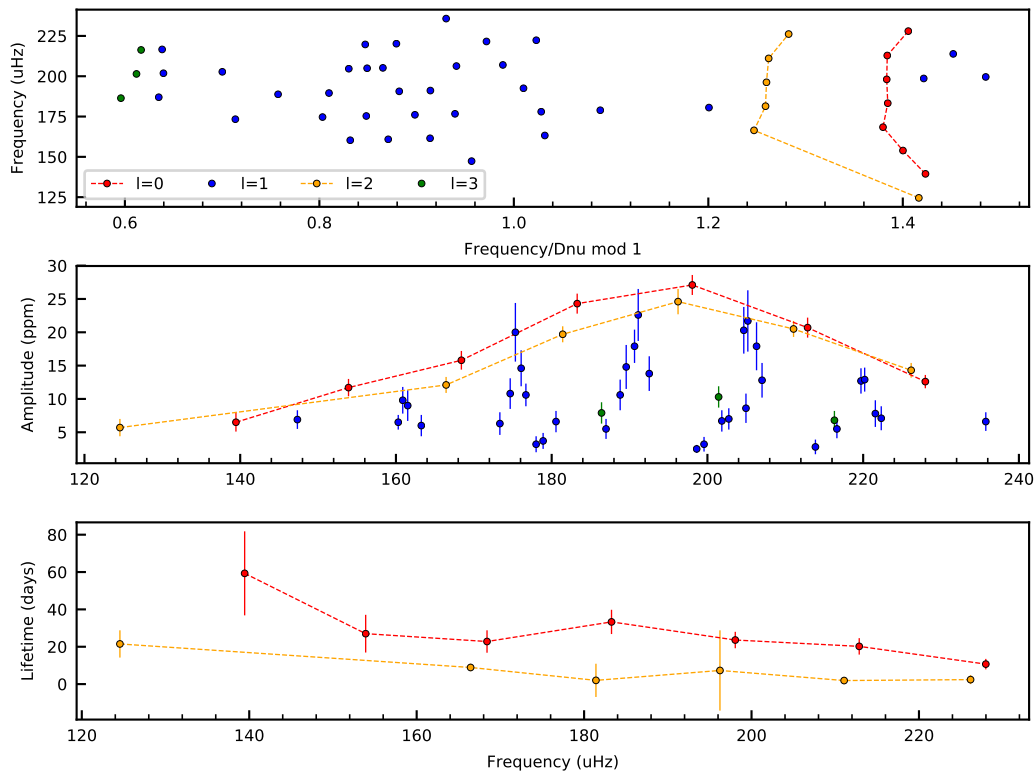 Frequency (uHz)
225
200
175
150
125
l=0 l=1 l=2 l=3
0.6 0.8 1.0 1.2 1.4
Frequency/Dnu mod 1
Amplitude (ppm)
30
25
20
15
10
5
120 140 160 180 200 220 240
Lifetime (days)
80
60
40
20
0
120 140 160 180 200 220
Frequency (uHz)